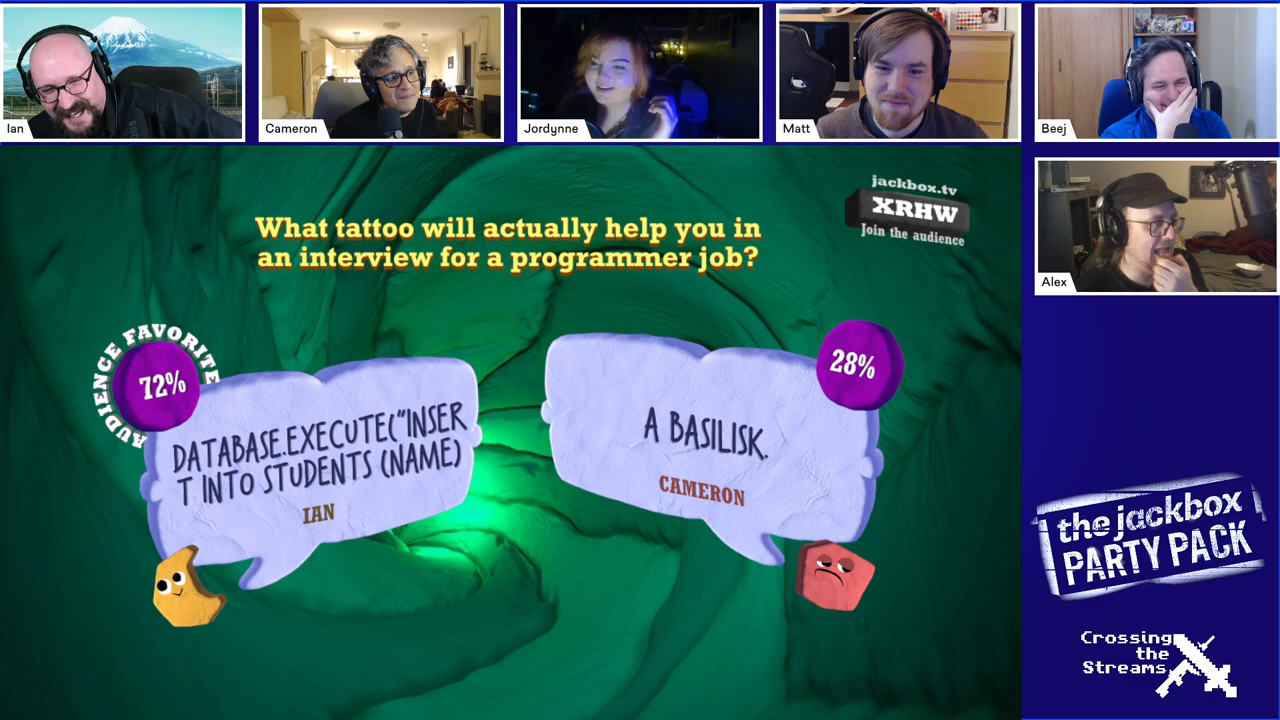 Ian
Cameron
Jordynne
Matt
Beej
Alex
jackbox.tv
XRHW
Join the audience
What tattoo will actually help you in
an interview for a programmer job?
AUDIENCE FAVORITE
72%
DATABASE.EXECUTE("INSER
T INTO STUDENTS (NAME)
IAN
28%
A BASILISK.
CAMERON
the jackbox
PARTY PACK
Crossing
the
Streams